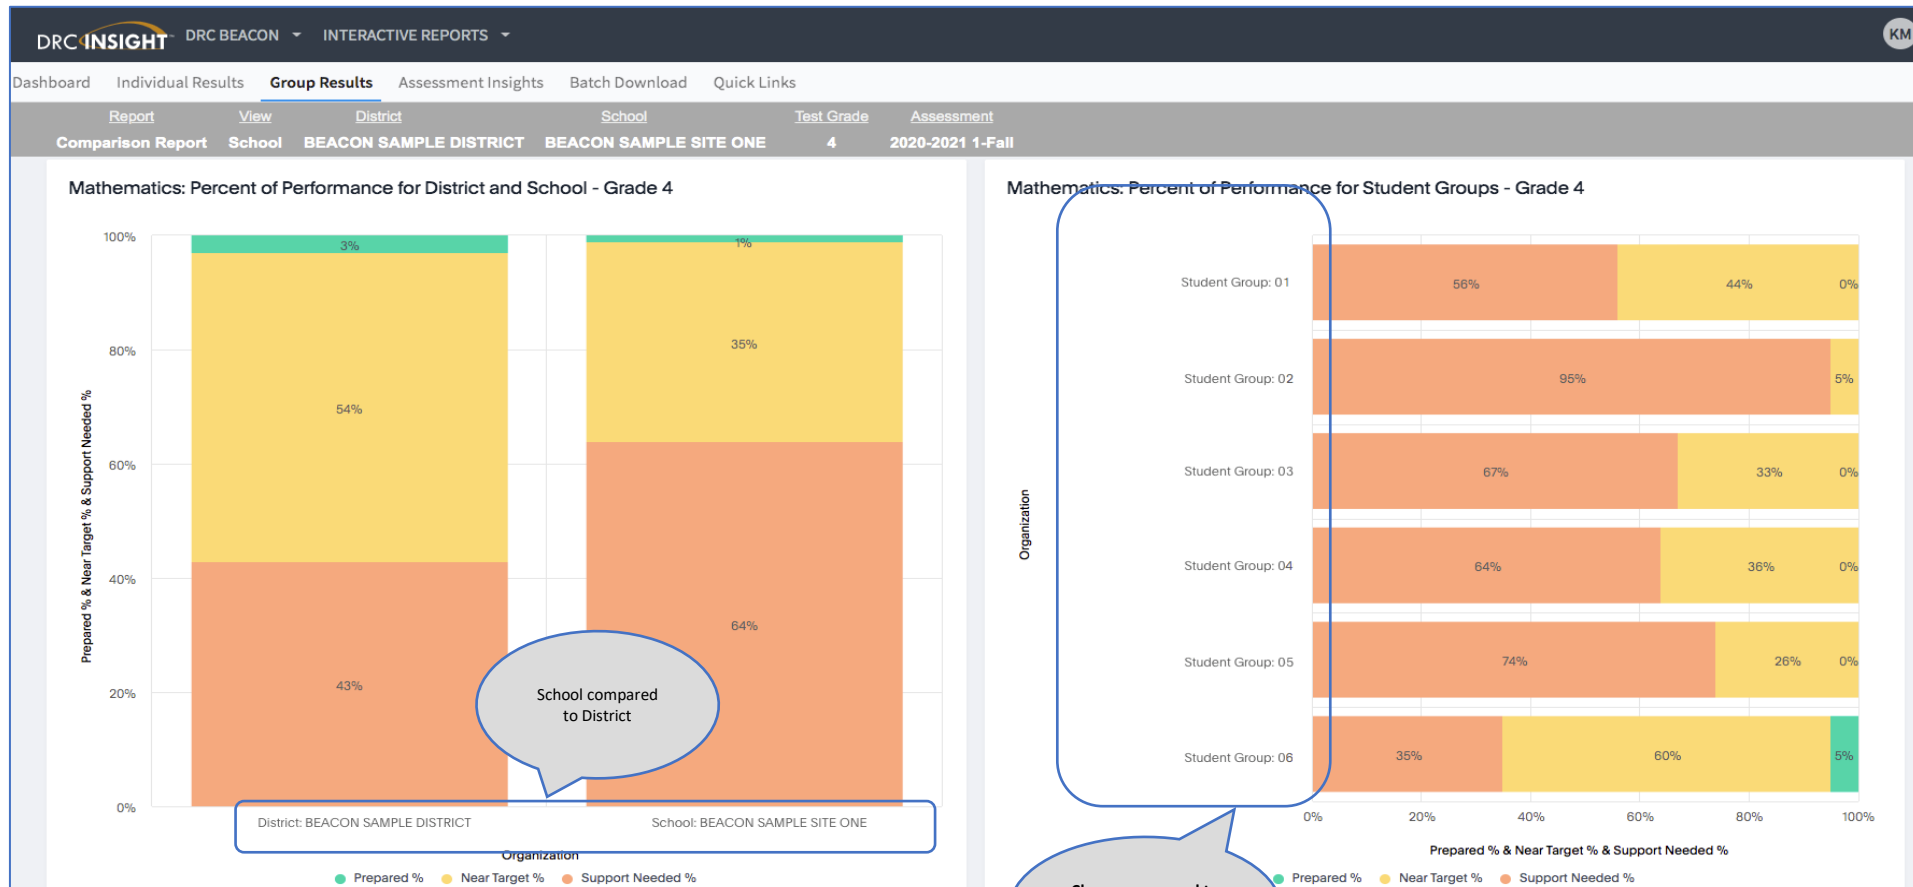 DRC INSIGHT DRC BEACON INTERACTIVE REPORTS KM
Dashboard Individual Results Group Results Assessment Insights Batch Download Quick Links
Report View District School Test Grade Assessment
Comparison Report School BEACON SAMPLE DISTRICT BEACON SAMPLE SITE ONE 4 2020-2021 1-Fall
Mathematics: Percent of Performance for District and School - Grade 4
100%
80%
60%
40%
20%
0%
Prepared % & Near Target % & Support Needed %
3%
54%
43%
1%
35%
64%
School compared
to District
District: BEACON SAMPLE DISTRICT School: BEACON SAMPLE SITE ONE
Organization
Prepared % Near Target % Support Needed %
Mathematics: Percent of Performance for Student Groups - Grade 4
Organization
Student Group: 01 56% 44% 0%
Student Group: 02 95% 5%
Student Group: 03 67% 33% 0%
Student Group: 04 64% 36% 0%
Student Group: 05 74% 26% 0%
Student Group: 06 35% 60% 5%
0% 20% 40% 60% 80% 100%
Prepared % & Near Target % & Support Needed %
Prepared % Near Target % Support Needed %